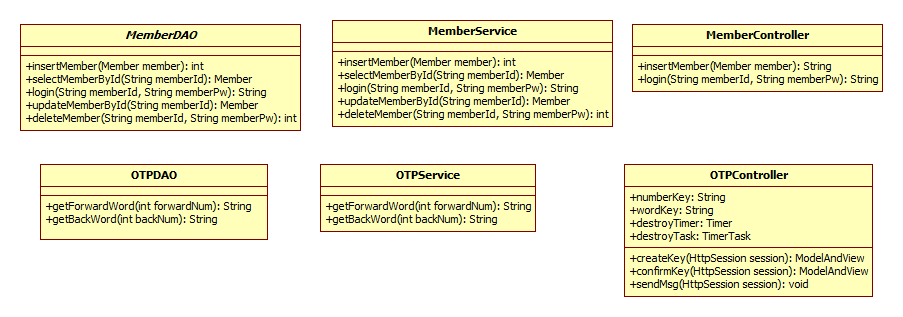 MemberDAO
+insertMember(Member member): int
+selectMemberById(String memberId): Member
+login(String memberId, String memberPw): String
+updateMemberById(String memberId): Member
+deleteMember(String memberId, String memberPw): int
MemberService
+insertMember(Member member): int
+selectMemberById(String memberId): Member
+login(String memberId, String memberPw): String
+updateMemberById(String memberId): Member
+deleteMember(String memberId, String memberPw): int
MemberController
+insertMember(Member member): String
+login(String memberId, String memberPw): String
OTPDAO
+getForwardWord(int forwardNum): String
+getBackWord(int backNum): String
OTPService
+getForwardWord(int forwardNum): String
+getBackWord(int backNum): String
OTPController
+numberKey: String
+wordKey: String
+destroyTimer: Timer
+destroyTask: TimerTask
+createKey(HttpSession session): ModelAndView
+confirmKey(HttpSession session): ModelAndView
+sendMsg(HttpSession session): void